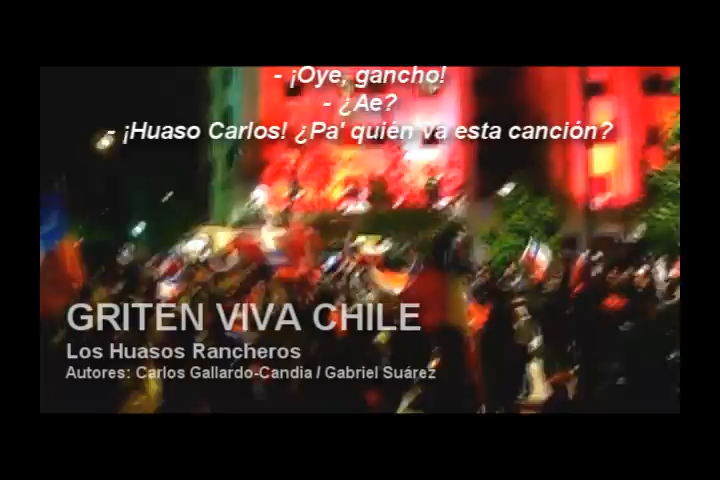 - ¡Oye, gancho!
- ¿Ae?
- ¡Huaso Carlos! ¿Pa' quién va esta canción?
GRITEN VIVA CHILE
Los Huasos Rancheros
Autores: Carlos Gallardo-Candia / Gabriel Suárez